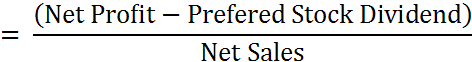 = (Net Profit − Prefered Stock Dividend)
Net Sales